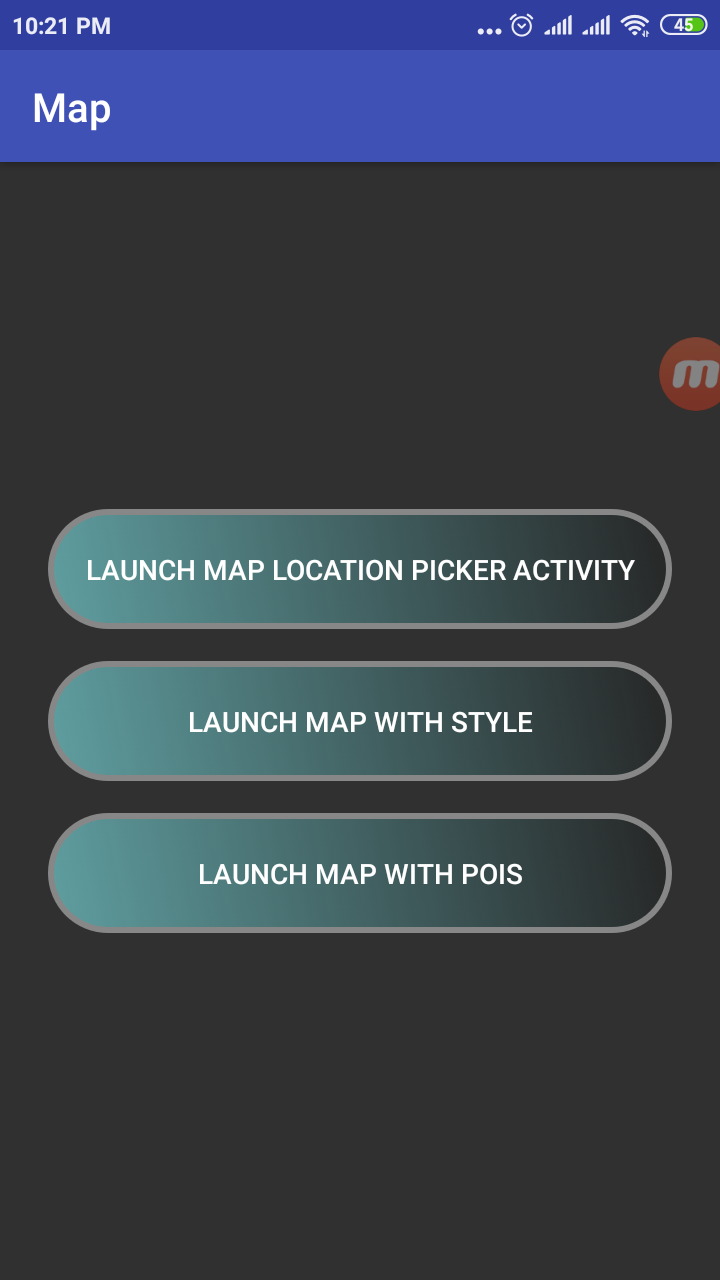 10:21 PM
45
Map
m
LAUNCH MAP LOCATION PICKER ACTIVITY
LAUNCH MAP WITH STYLE
LAUNCH MAP WITH POIS